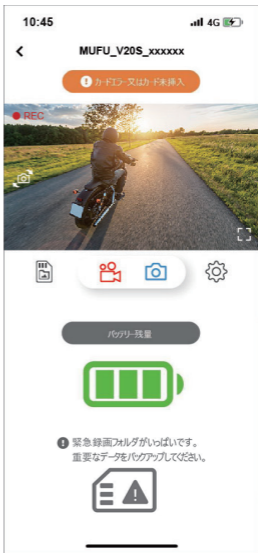 10:45
4G
MUFU_V20S_xxxxxx
カードエラー又はカード未挿入
REC
バッテリー残量
緊急録画フォルダがいっぱいです。
重要なデータをバックアップしてください。